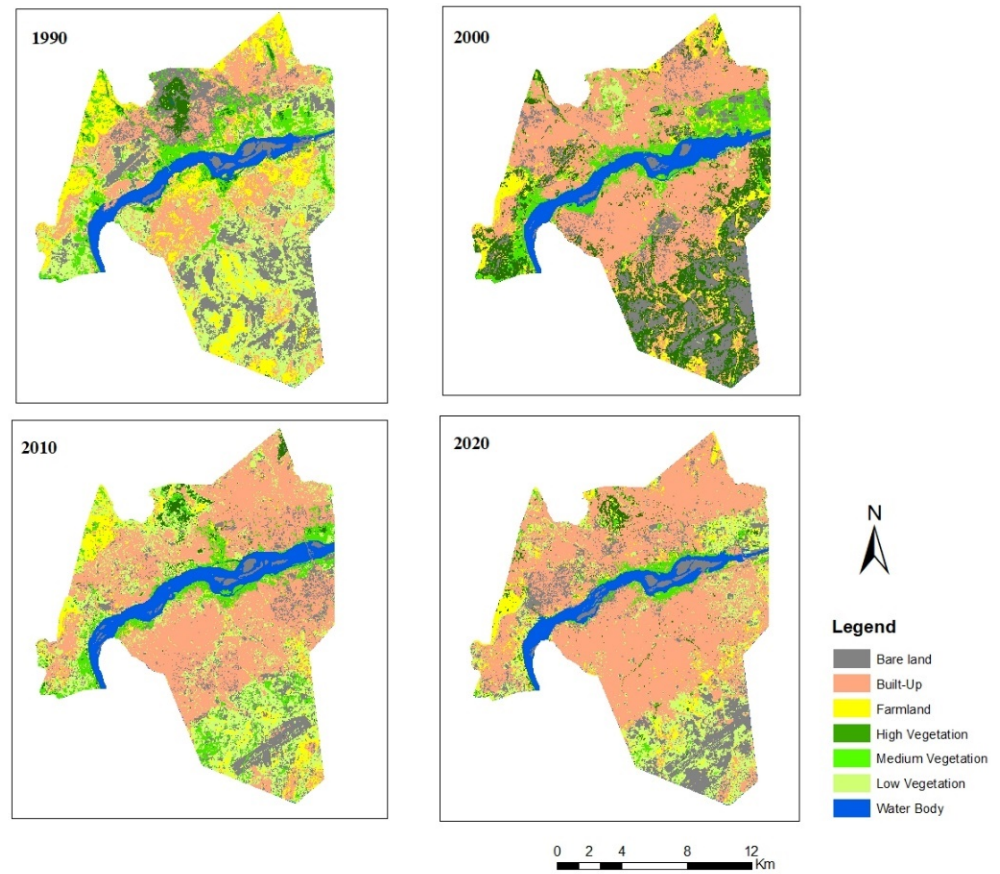 1990
2000
2010
2020
N
Legend
Bare land
Built-Up
Farmland
High Vegetation
Medium Vegetation
Low Vegetation
Water Body
0 2 4 8 12
Km